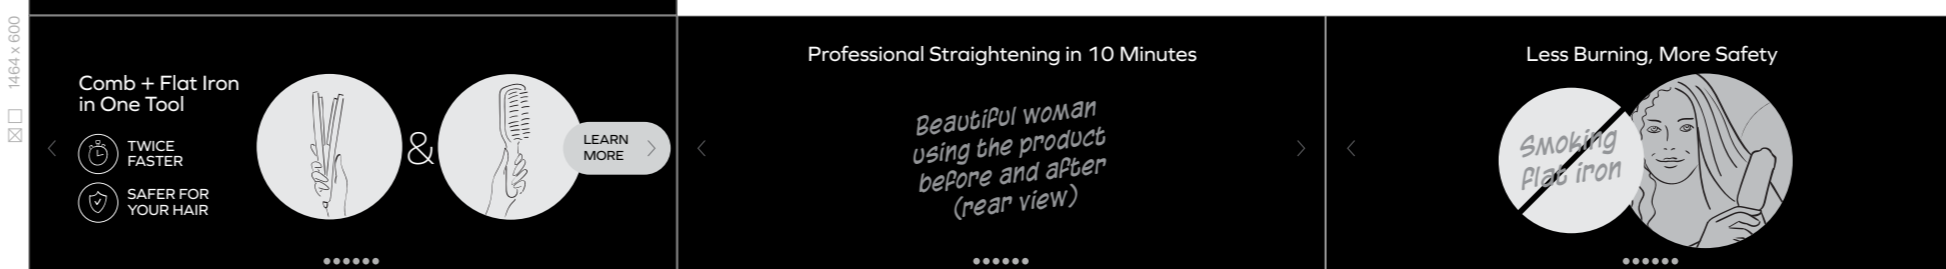 1464 x 600
Comb + Flat Iron
in One Tool
TWICE
FASTER
SAFER FOR
YOUR HAIR
&
LEARN
MORE
Professional Straightening in 10 Minutes
Beautiful woman
using the product
before and after
(rear view)
Less Burning, More Safety
Smoking
flat iron